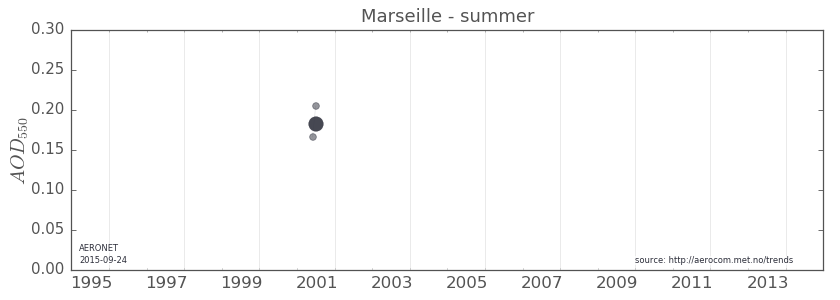 Marseille - summer
0.30
0.25
0.20
0.15
0.10
0.05
0.00
AOD550
AERONET
2015-09-24
source: http://aerocom.met.no/trends
1995 1997 1999 2001 2003 2005 2007 2009 2011 2013